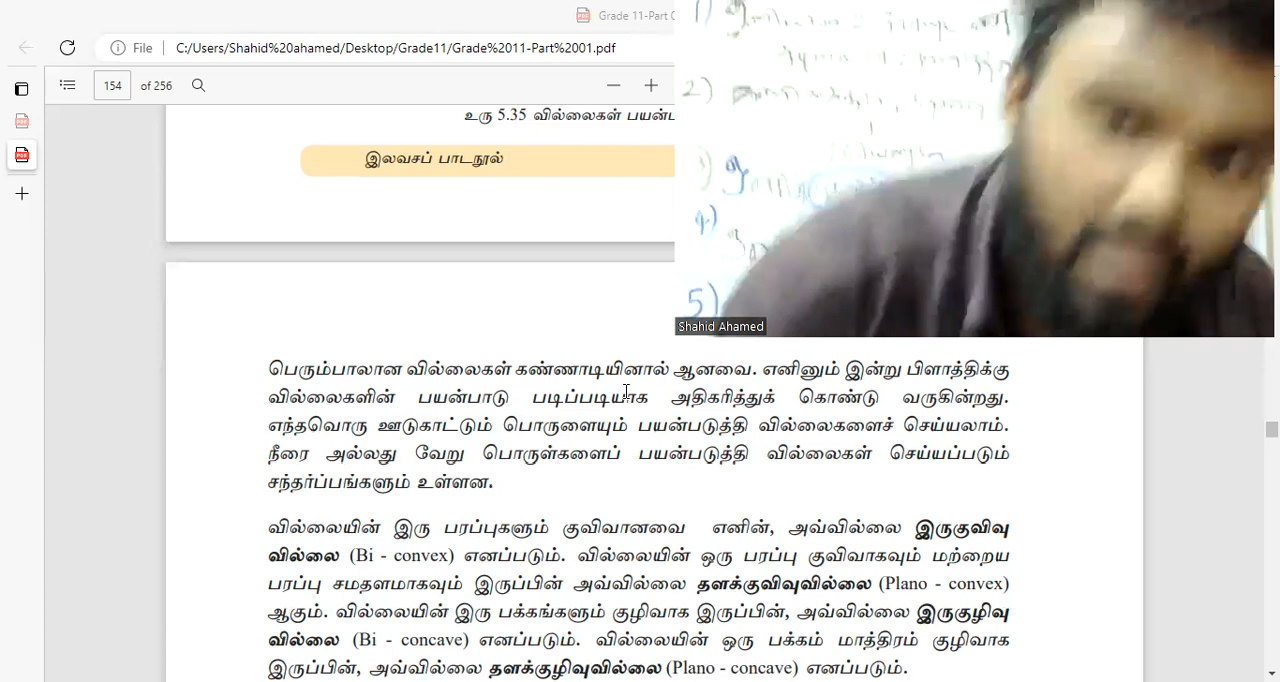 Grade 11-Part
File
C:/Users/Shahid%20ahamed/Desktop/Grade11/Grade%2011-Part%2001.pdf
154 of 256
உரு 5.35 வில்லைகள்
இலவசப் பாடநூல்
1)
2)
4)
5)
Shahid Ahamed
பெரும்பாலான வில்லைகள் கண்ணாடியினால் ஆனவை. எனினும் இன்று பிளாத்திக்கு
வில்லைகளின் பயன்பாடு படிப்படியாக அதிகரித்துக் கொண்டு வருகின்றது.
எந்தவொரு ஊடுகாட்டும் பொருளையும் பயன்படுத்தி வில்லைகளைச் செய்யலாம்.
நீரை அல்லது வேறு பொருள்களைப் பயன்படுத்தி வில்லைகள் செய்யப்படும்
சந்தர்ப்பங்களும் உள்ளன.
வில்லையின் இரு பரப்புகளும் குவிவானவை எனின், அவ்வில்லை இருகுவிவு
வில்லை (Bi - convex) எனப்படும். வில்லையின் ஒரு பரப்பு குவிவாகவும் மற்றைய
பரப்பு சமதளமாகவும் இருப்பின் அவ்வில்லை தளக்குவிவுவில்லை (Plano - convex)
ஆகும். வில்லையின் இரு பக்கங்களும் குழிவாக இருப்பின், அவ்வில்லை இருகுழிவு
வில்லை (Bi - concave) எனப்படும். வில்லையின் ஒரு பக்கம் மாத்திரம் குழிவாக
இருப்பின், அவ்வில்லை தளக்குழிவுவில்லை (Plano - concave) எனப்படும்.